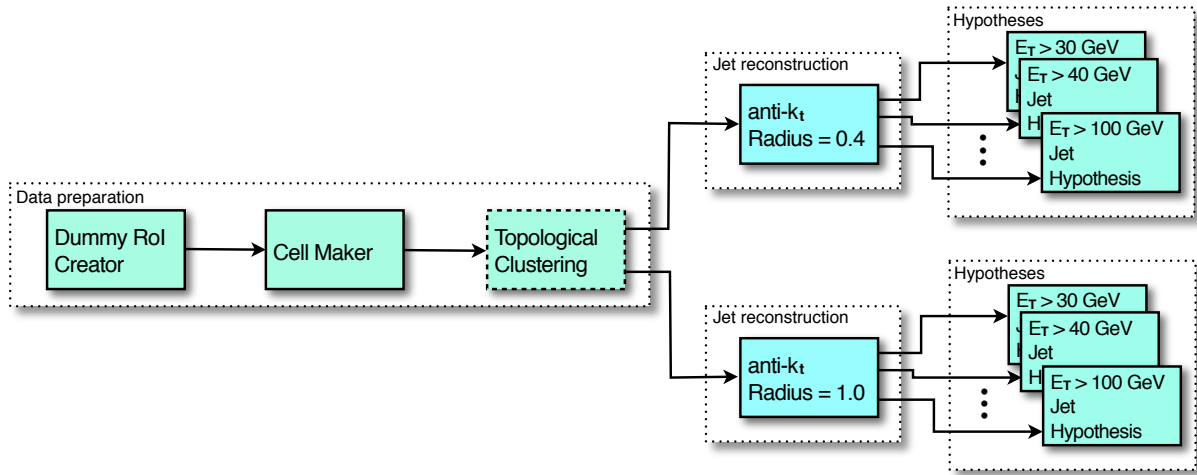 Data preparation
Dummy RoI
Creator
Cell Maker
Topological
Clustering
Jet reconstruction
anti-kt
Radius = 0.4
Hypotheses
ET > 30 GeV
ET > 40 GeV
Jet
ET > 100 GeV
Jet
Hypothesis
Jet reconstruction
anti-kt
Radius = 1.0
Hypotheses
ET > 30 GeV
ET > 40 GeV
Jet
ET > 100 GeV
Jet
Hypothesis